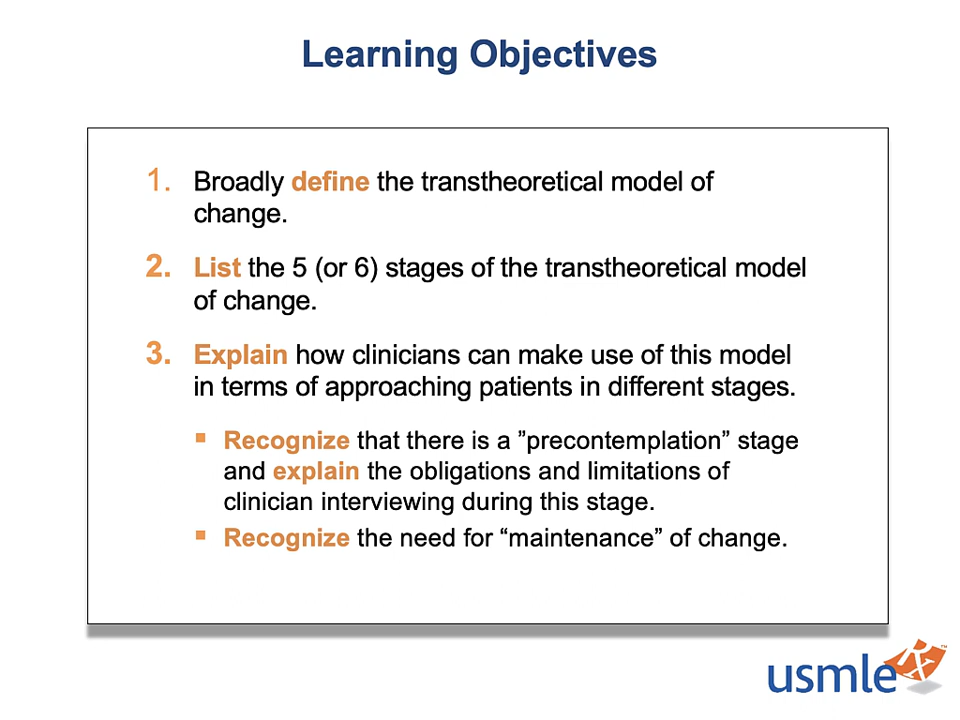 Learning Objectives
1. Broadly define the transtheoretical model of
change.
2. List the 5 (or 6) stages of the transtheoretical model
of change.
3. Explain how clinicians can make use of this model
in terms of approaching patients in different stages.
▪ Recognize that there is a ”precontemplation” stage
and explain the obligations and limitations of
clinician interviewing during this stage.
▪ Recognize the need for “maintenance” of change.
usmle Rx™